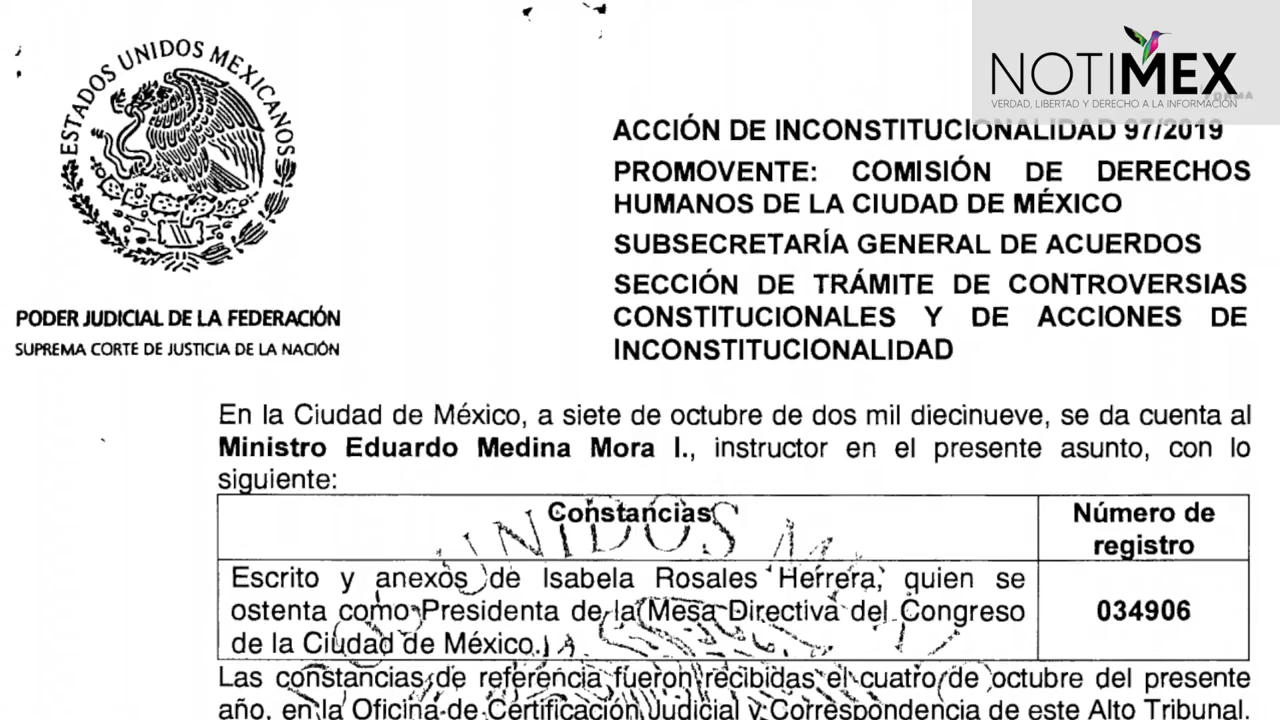 ESTADOS UNIDOS MEXICANOS
NOTIMEX
VERDAD, LIBERTAD Y DERECHO A LA INFORMACIÓN
ACCIÓN DE INCONSTITUCIONALIDAD 97/2019
PROMOVENTE: COMISIÓN DE DERECHOS
HUMANOS DE LA CIUDAD DE MÉXICO
SUBSECRETARÍA GENERAL DE ACUERDOS
SECCIÓN DE TRÁMITE DE CONTROVERSIAS
CONSTITUCIONALES Y DE ACCIONES DE
INCONSTITUCIONALIDAD
PODER JUDICIAL DE LA FEDERACIÓN
SUPREMA CORTE DE JUSTICIA DE LA NACIÓN
En la Ciudad de México, a siete de octubre de dos mil diecinueve, se da cuenta al
Ministro Eduardo Medina Mora I., instructor en el presente asunto, con lo
siguiente:
Constancias
Número de
registro
Escrito y anexos de Isabela Rosales Herrera, quien se
ostenta como Presidenta de la Mesa Directiva del Congreso
de la Ciudad de México.
034906
Las constancias de referencia fueron recibidas el cuatro de octubre del presente
año, en la Oficina de Certificación Judicial y Correspondencia de este Alto Tribunal.